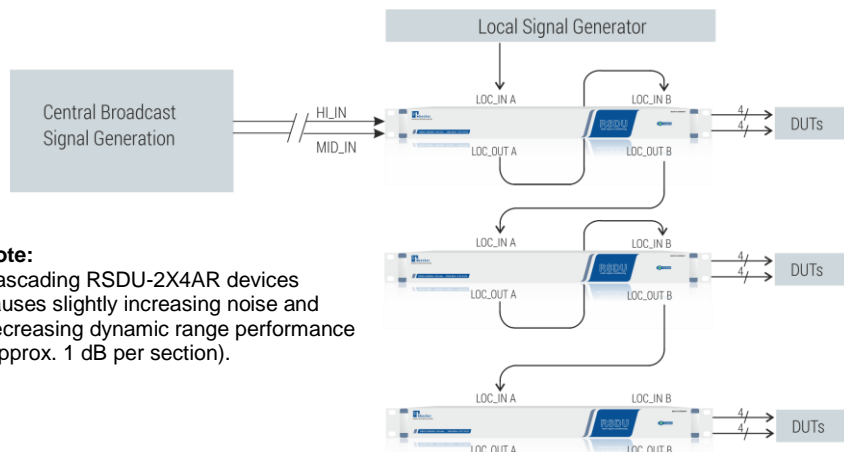 Local Signal Generator
Central Broadcast
Signal Generation
HI_IN
MID_IN
LOC_IN A
LOC_IN B
RSDU
LOC_OUT A
LOC_OUT B
4
4
DUTs
ote:
ascading RSDU-2X4AR devices
auses slightly increasing noise and
ecreasing dynamic range performance
pprox. 1 dB per section).
LOC_IN A
LOC_IN B
RSDU
LOC_OUT A
LOC_OUT B
4
4
DUTs
LOC_IN A
LOC_IN B
RSDU
LOC_OUT A
LOC_OUT B
4
4
DUTs